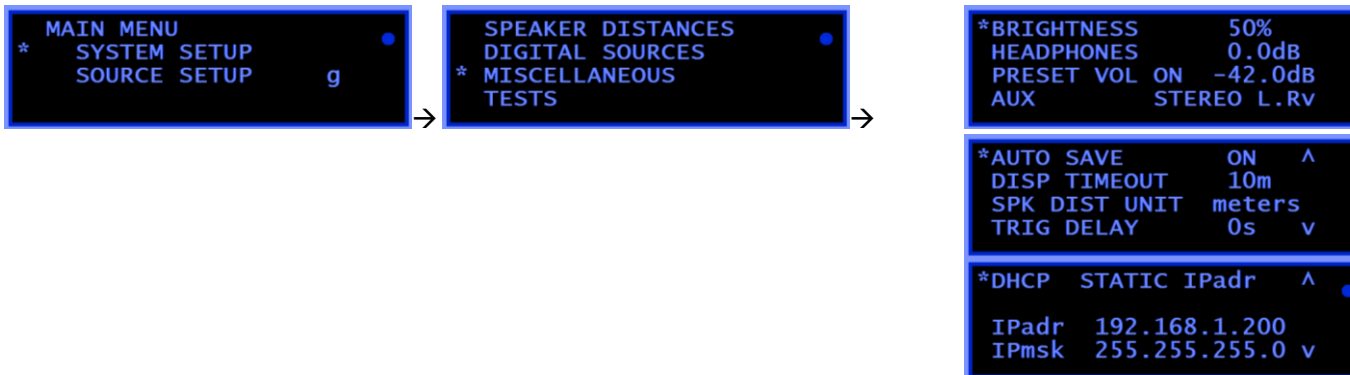 MAIN MENU
* SYSTEM SETUP
SOURCE SETUP g
→
SPEAKER DISTANCES
DIGITAL SOURCES
* MISCELLANEOUS
TESTS
→
*BRIGHTNESS 50%
HEADPHONES 0.0dB
PRESET VOL ON -42.0dB
AUX STEREO L.Rv
*AUTO SAVE ON ^
DISP TIMEOUT 10m
SPK DIST UNIT meters
TRIG DELAY 0s v
*DHCP STATIC IPadr ^
IPadr 192.168.1.200
IPmsk 255.255.255.0 v